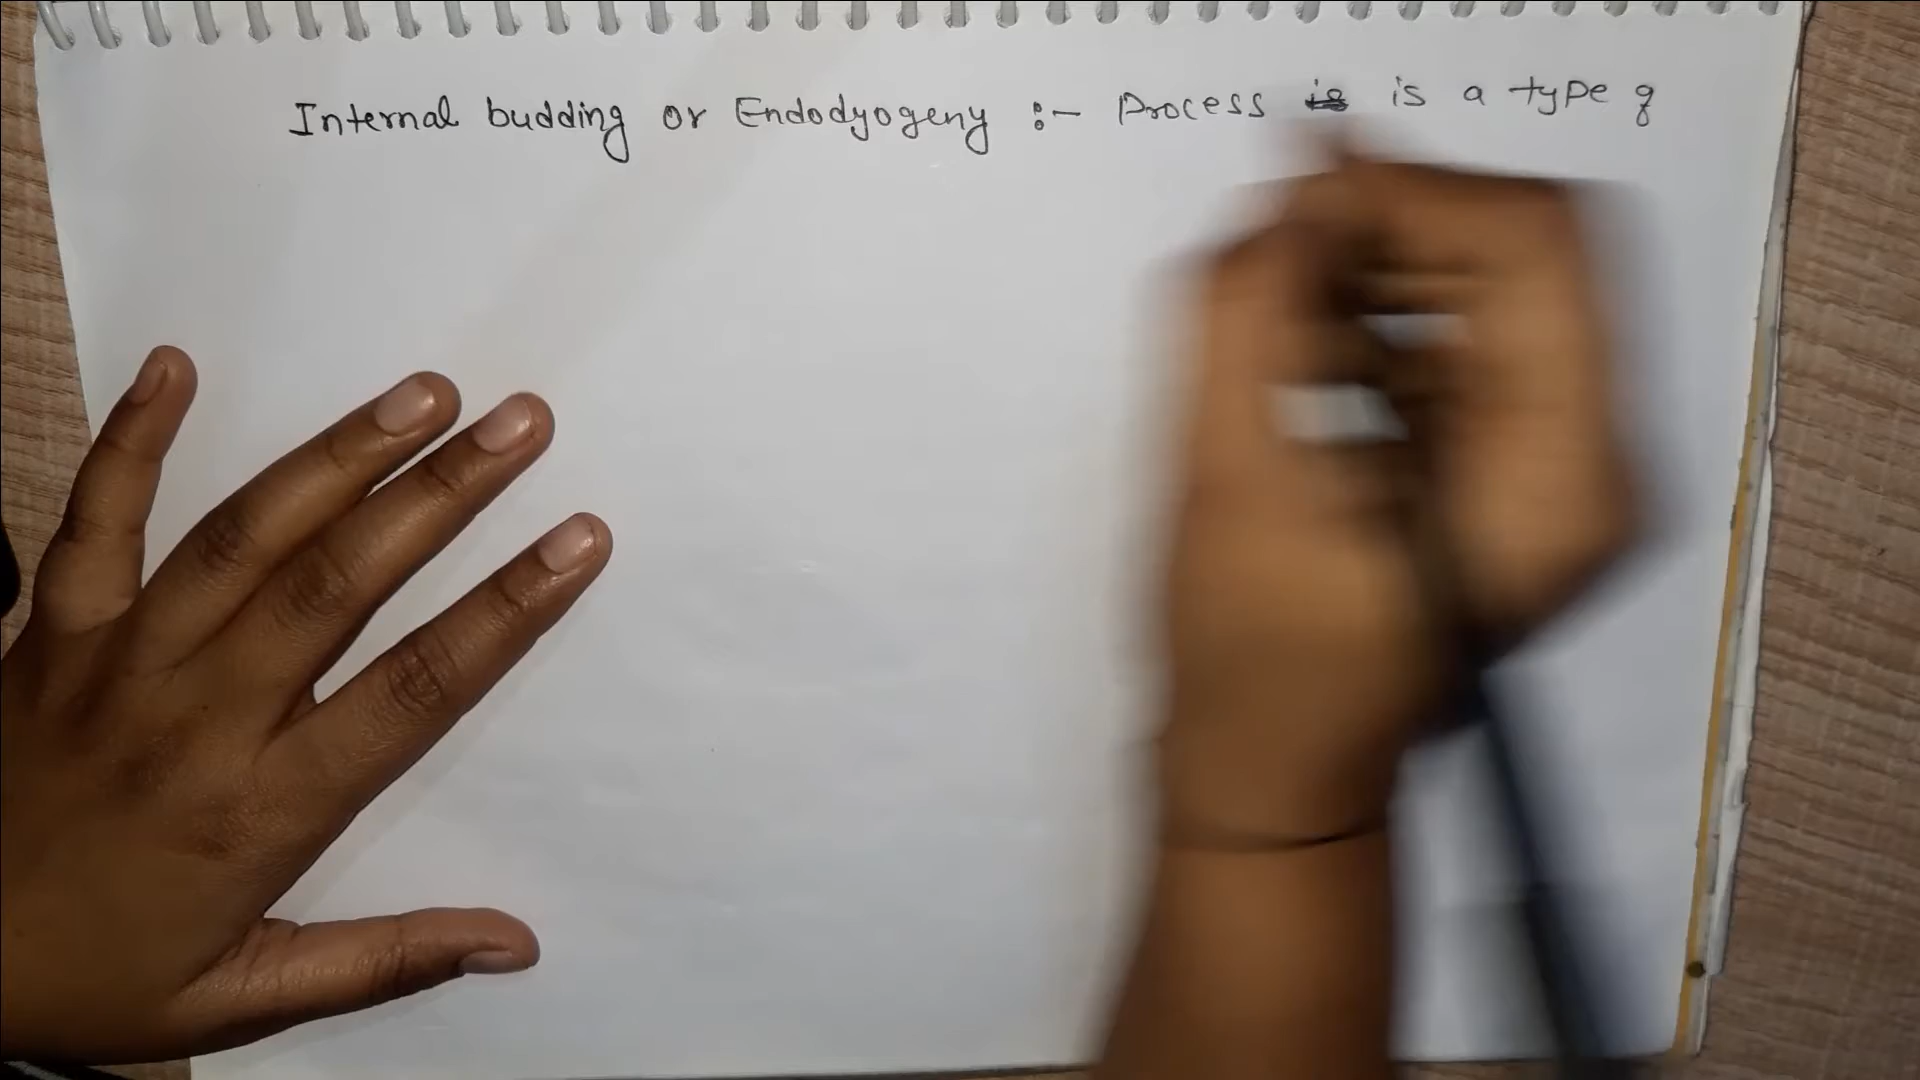 Internal budding or Endodyogeny :- Process is is a type of